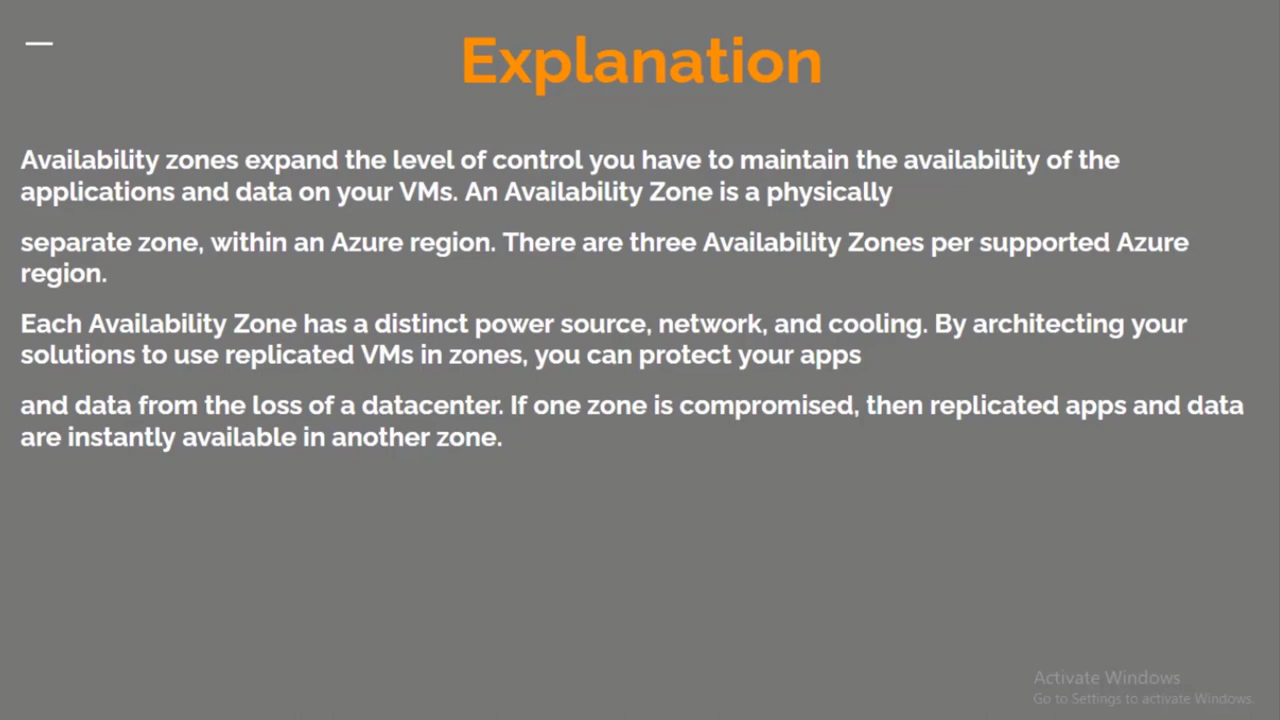 Explanation
Availability zones expand the level of control you have to maintain the availability of the
applications and data on your VMs. An Availability Zone is a physically
separate zone, within an Azure region. There are three Availability Zones per supported Azure
region.
Each Availability Zone has a distinct power source, network, and cooling. By architecting your
solutions to use replicated VMs in zones, you can protect your apps
and data from the loss of a datacenter. If one zone is compromised, then replicated apps and data
are instantly available in another zone.
Activate Windows
Go to Settings to activate Windows.